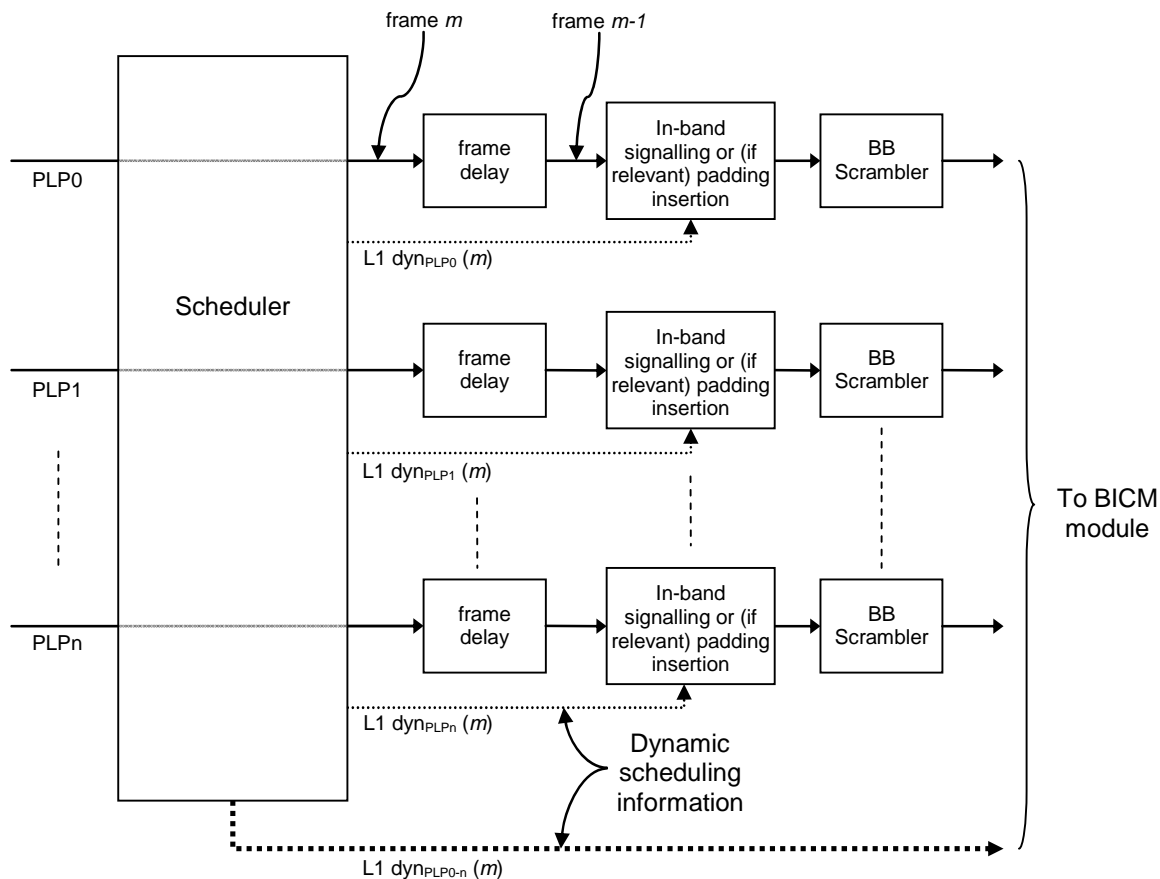 frame m
frame m-1
PLP0
frame
delay
In-band
signalling or (if
relevant) padding
insertion
BB
Scrambler
L1 dynPLP0 (m)
Scheduler
PLP1
frame
delay
In-band
signalling or (if
relevant) padding
insertion
BB
Scrambler
L1 dynPLP1 (m)
To BICM
module
PLPn
frame
delay
In-band
signalling or (if
relevant) padding
insertion
BB
Scrambler
L1 dynPLPn (m)
Dynamic
scheduling
information
L1 dynPLP0-n (m)